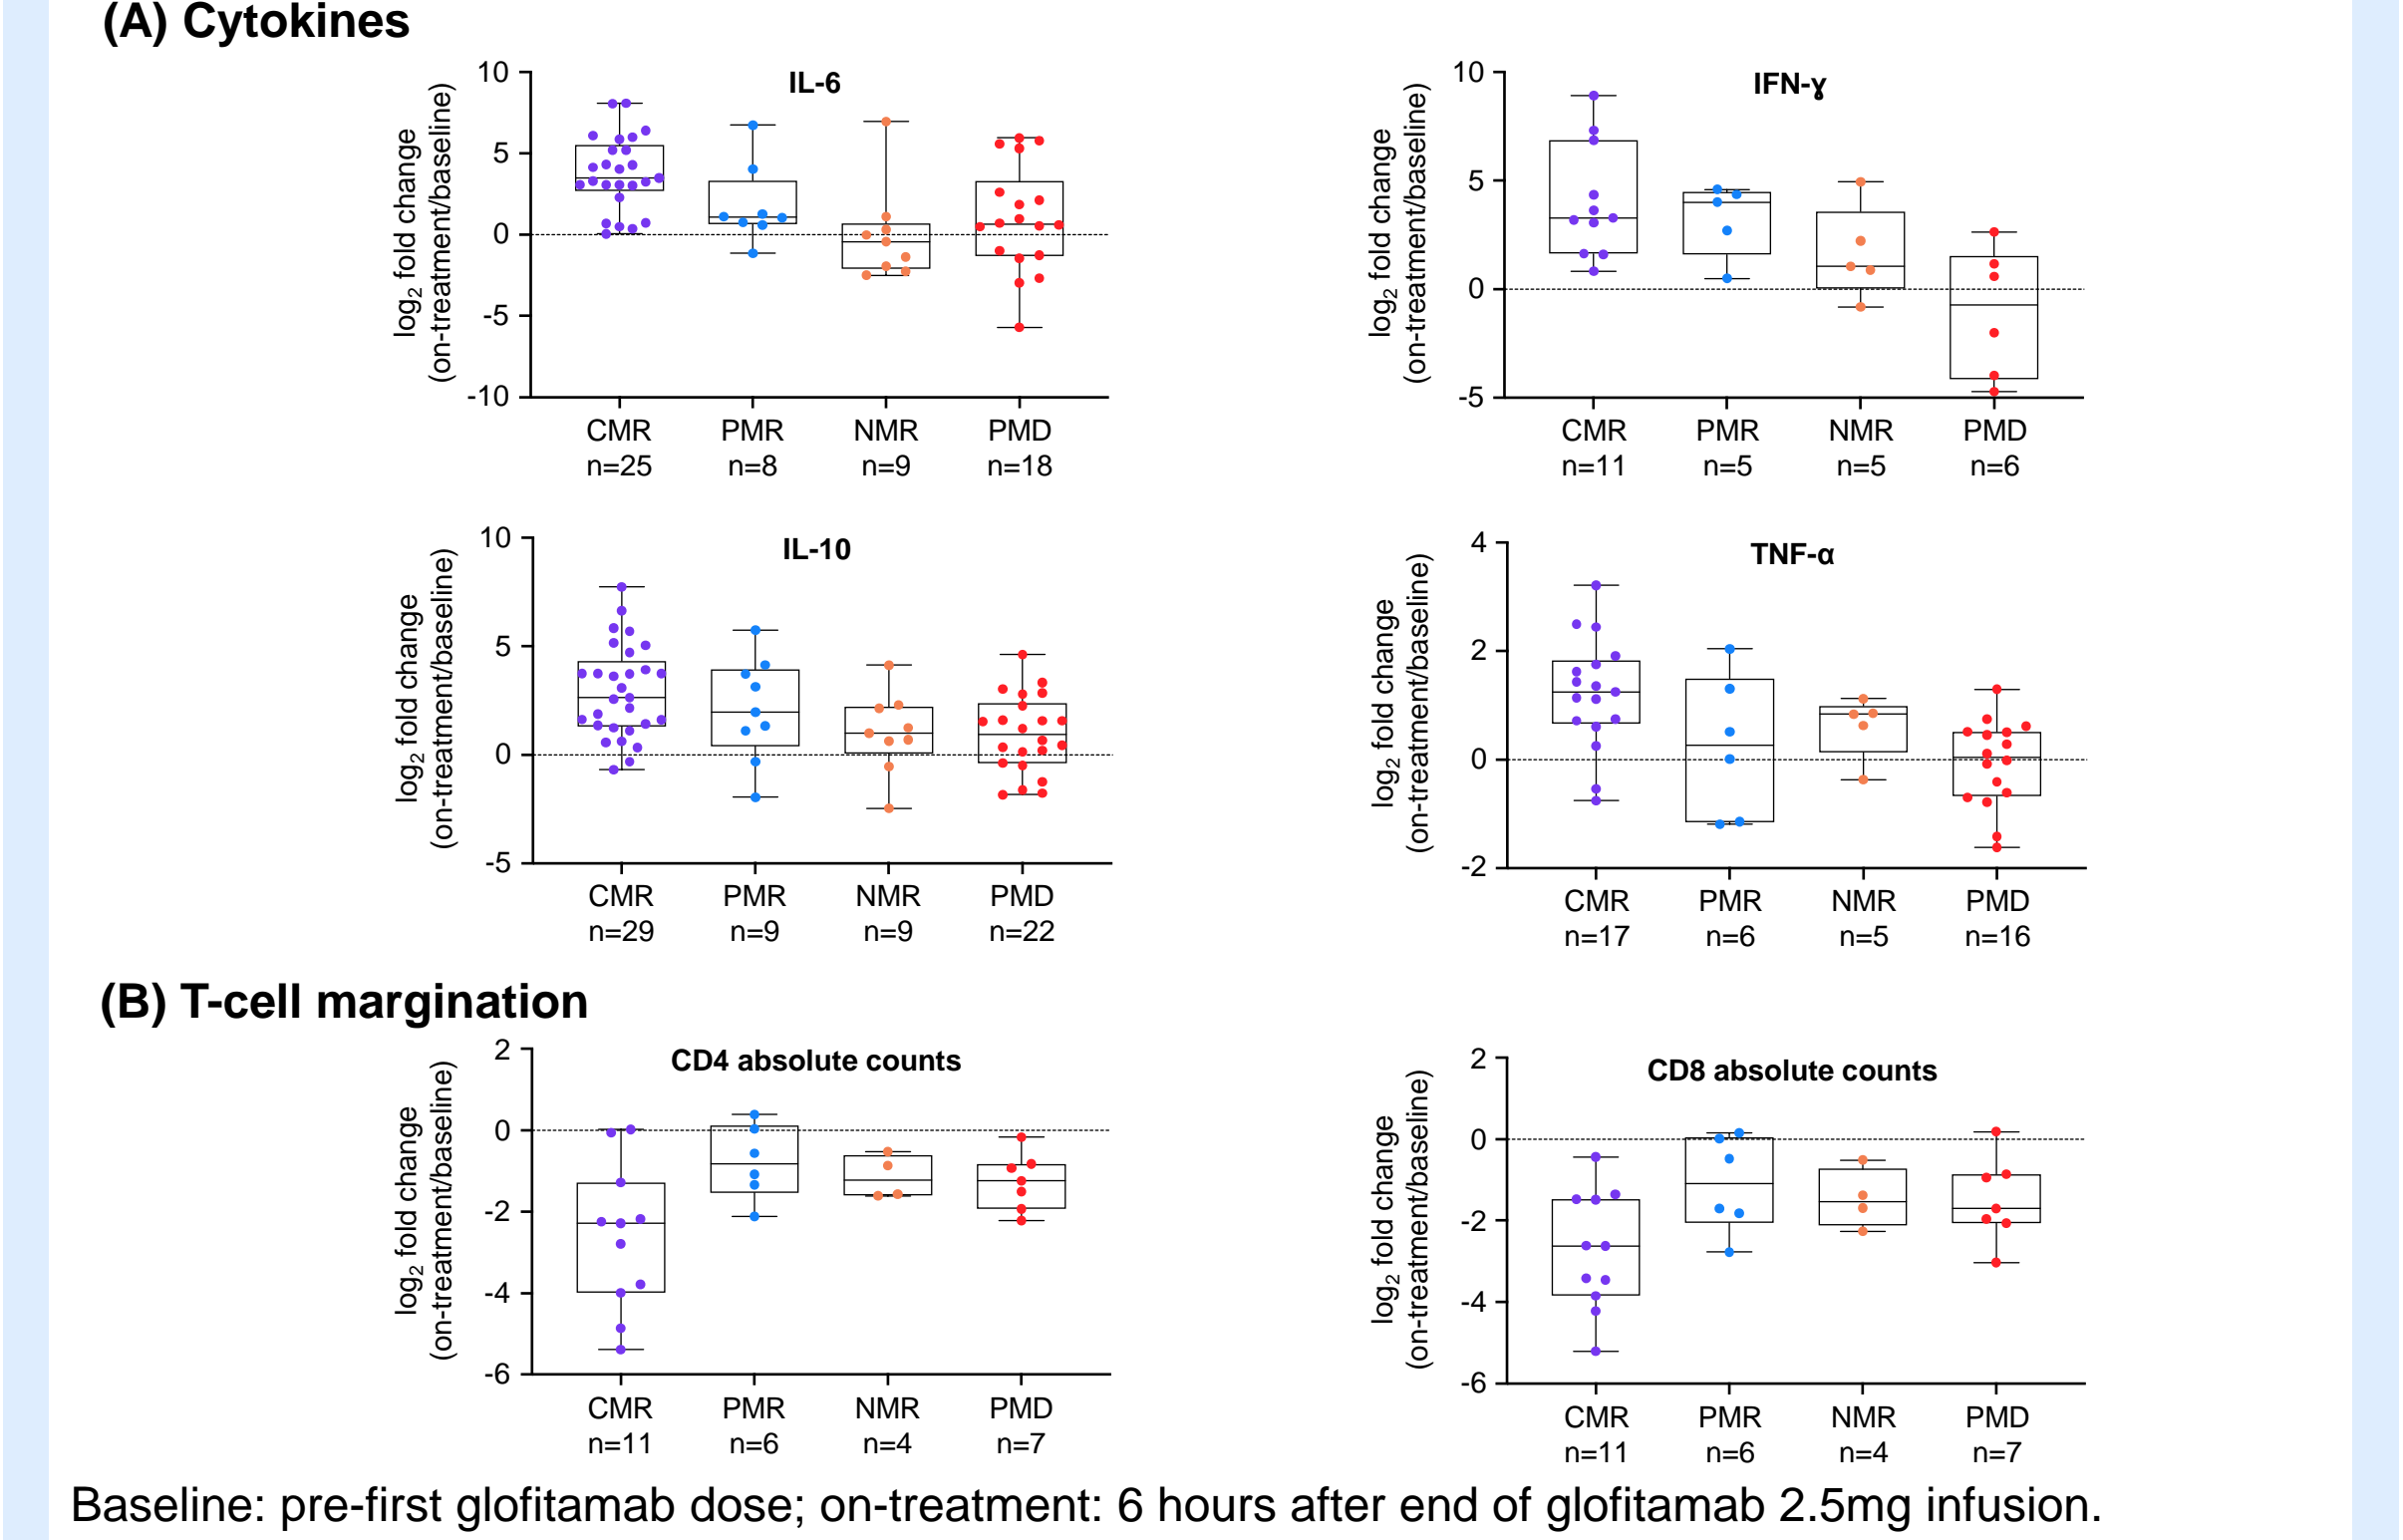 (A) Cytokines
IL-6
log2 fold change
(on-treatment/baseline)
10
5
0
-5
-10
CMR PMR NMR PMD
n=25 n=8 n=9 n=18
IFN-ɣ
log2 fold change
(on-treatment/baseline)
10
5
0
-5
CMR PMR NMR PMD
n=11 n=5 n=5 n=6
IL-10
log2 fold change
(on-treatment/baseline)
10
5
0
-5
CMR PMR NMR PMD
n=29 n=9 n=9 n=22
TNF-α
log2 fold change
(on-treatment/baseline)
4
2
0
-2
CMR PMR NMR PMD
n=17 n=6 n=5 n=16
(B) T-cell margination
CD4 absolute counts
log2 fold change
(on-treatment/baseline)
2
0
-2
-4
-6
CMR PMR NMR PMD
n=11 n=6 n=4 n=7
CD8 absolute counts
log2 fold change
(on-treatment/baseline)
2
0
-2
-4
-6
CMR PMR NMR PMD
n=11 n=6 n=4 n=7
Baseline: pre-first glofitamab dose; on-treatment: 6 hours after end of glofitamab 2.5mg infusion.